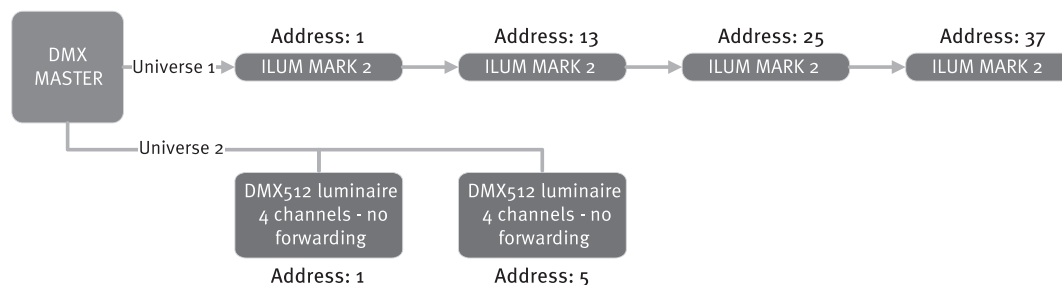 DMX
MASTER
Universe 1
Address: 1
ILUM MARK 2
Address: 13
ILUM MARK 2
Address: 25
ILUM MARK 2
Address: 37
ILUM MARK 2
Universe 2
DMX512 luminaire
4 channels - no
forwarding
Address: 1
DMX512 luminaire
4 channels - no
forwarding
Address: 5